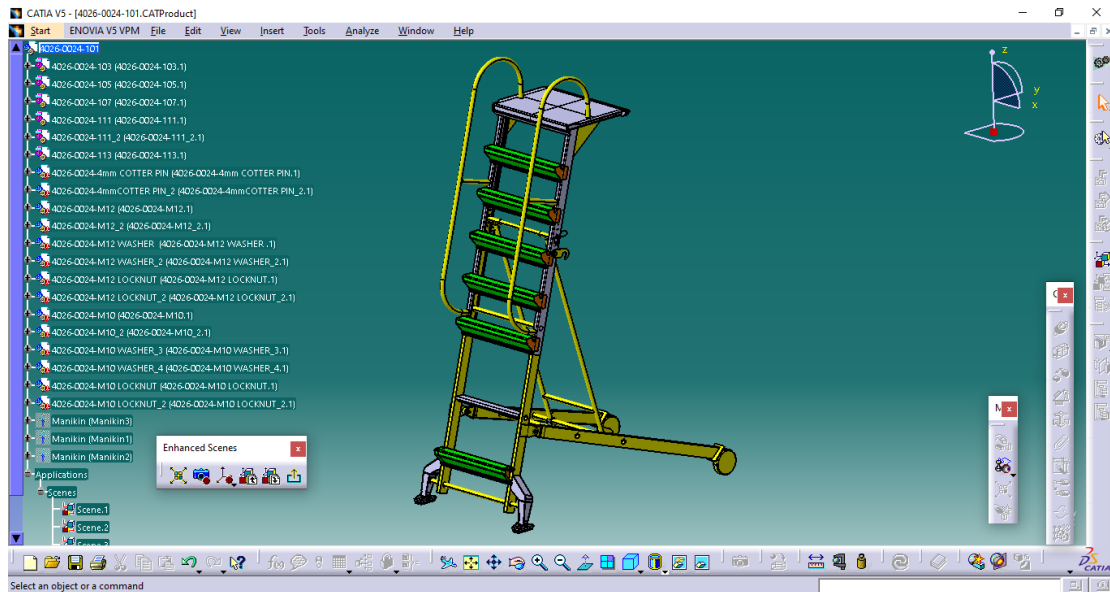 CATIA V5 - [4026-0024-101.CATProduct]
Start ENOVIA V5 VPM File Edit View Insert Tools Analyze Window Help
4026-0024-101
4026-0024-103 (4026-0024-103.1)
4026-0024-105 (4026-0024-105.1)
4026-0024-107 (4026-0024-107.1)
4026-0024-111 (4026-0024-111.1)
4026-0024-111_2 (4026-0024-111_2.1)
4026-0024-113 (4026-0024-113.1)
4026-0024-4mm COTTER PIN (4026-0024-4mm COTTER PIN.1)
4026-0024-4mmCOTTER PIN_2 (4026-0024-4mmCOTTER PIN_2.1)
4026-0024-M12 (4026-0024-M12.1)
4026-0024-M12_2 (4026-0024-M12_2.1)
4026-0024-M12 WASHER (4026-0024-M12 WASHER .1)
4026-0024-M12 WASHER_2 (4026-0024-M12 WASHER_2.1)
4026-0024-M12 LOCKNUT (4026-0024-M12 LOCKNUT.1)
4026-0024-M12 LOCKNUT_2 (4026-0024-M12 LOCKNUT_2.1)
4026-0024-M10 (4026-0024-M10.1)
4026-0024-M10_2 (4026-0024-M10_2.1)
4026-0024-M10 WASHER_3 (4026-0024-M10 WASHER_3.1)
4026-0024-M10 WASHER_4 (4026-0024-M10 WASHER_4.1)
4026-0024-M10 LOCKNUT (4026-0024-M10 LOCKNUT.1)
4026-0024-M10 LOCKNUT_2 (4026-0024-M10 LOCKNUT_2.1)
Manikin (Manikin3)
Manikin (Manikin1)
Manikin (Manikin2)
Applications
Scenes
Scene.1
Scene.2
Enhanced Scenes
z
y
x
Select an object or a command
CATIA